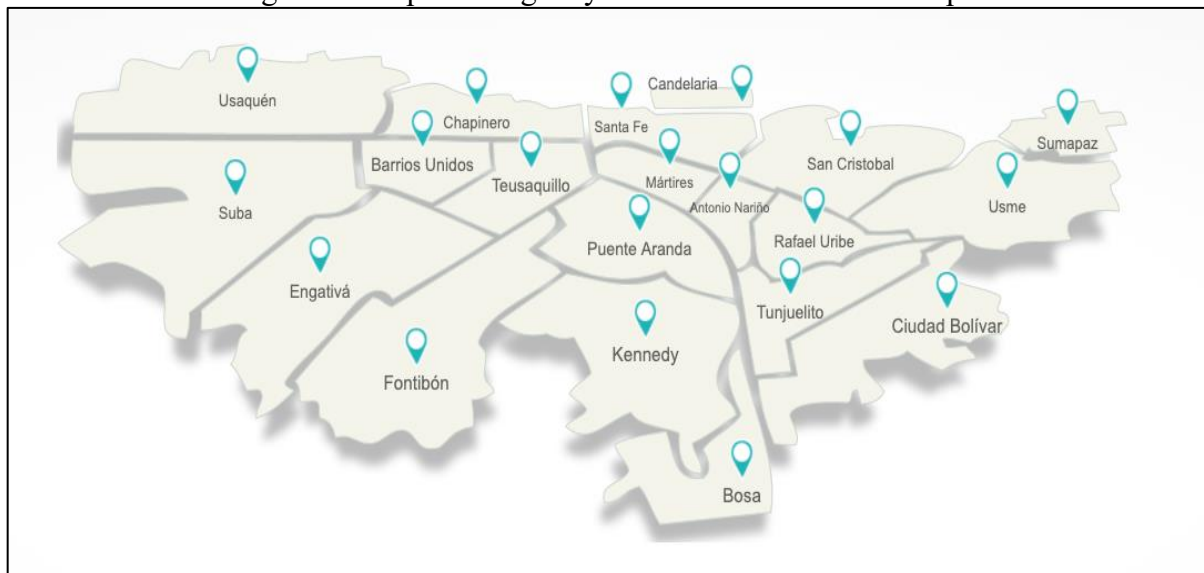 Candelaria
Usaquén
Chapinero
Santa Fe
Sumapaz
Barrios Unidos
San Cristobal
Teusaquillo
Mártires
Suba
Antonio Nariño
Usme
Puente Aranda
Rafael Uribe
Engativá
Tunjuelito
Ciudad Bolívar
Kennedy
Fontibón
Bosa